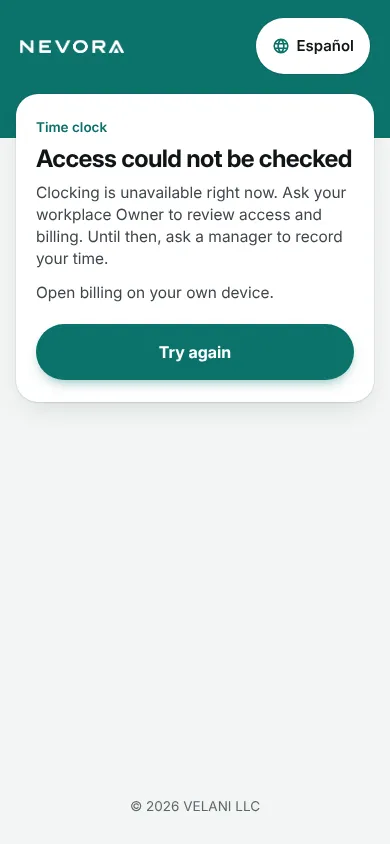 NEVORA
Español
Time clock
Access could not be checked
Clocking is unavailable right now. Ask your
workplace Owner to review access and
billing. Until then, ask a manager to record
your time.
Open billing on your own device.
Try again
© 2026 VELANI LLC